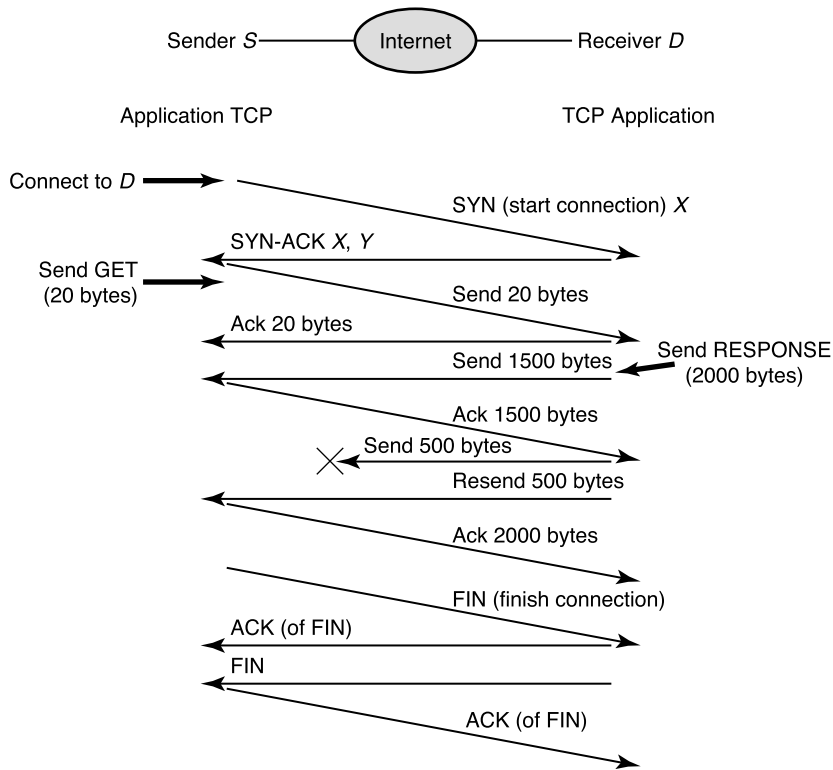 Sender S
Internet
Receiver D
Application TCP
TCP Application
Connect to D
SYN (start connection) X
SYN-ACK X, Y
Send GET
(20 bytes)
Send 20 bytes
Ack 20 bytes
Send 1500 bytes
Send RESPONSE
(2000 bytes)
Ack 1500 bytes
Send 500 bytes
Resend 500 bytes
Ack 2000 bytes
FIN (finish connection)
ACK (of FIN)
FIN
ACK (of FIN)